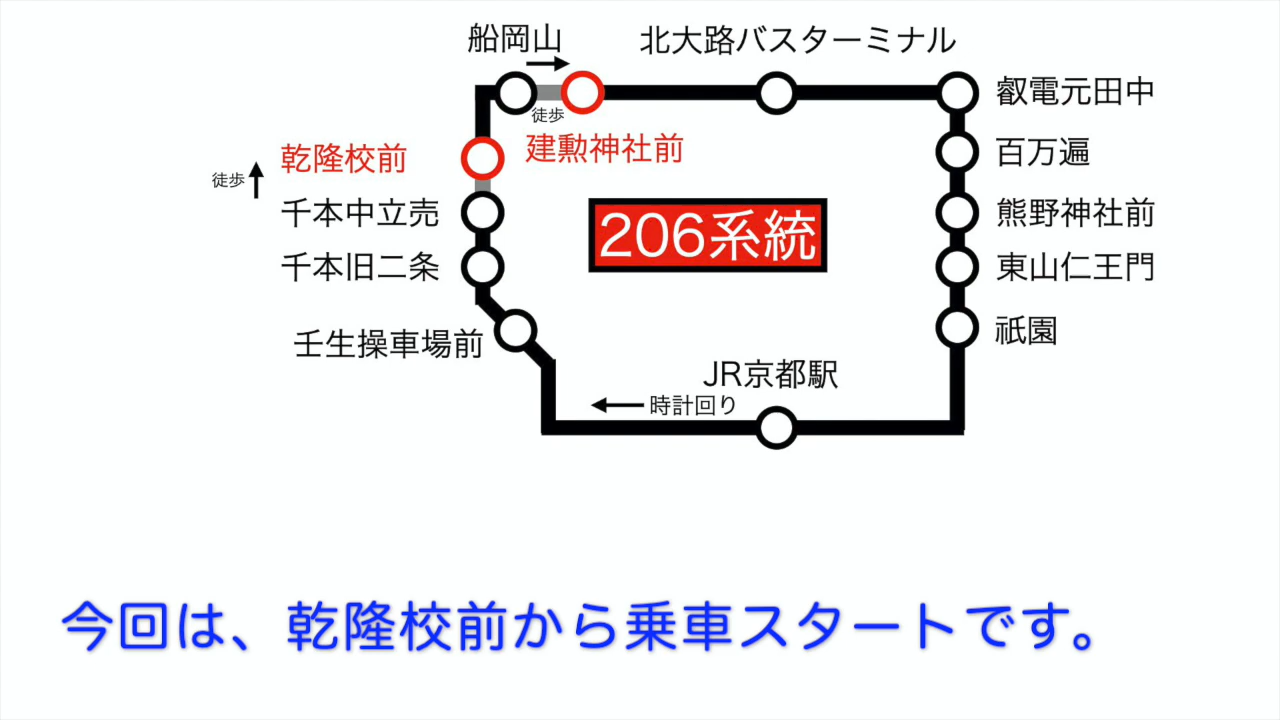 船岡山
北大路バスターミナル
叡電元田中
徒歩
建勲神社前
乾隆校前
百万遍
徒歩
千本中立売
206系統
熊野神社前
千本旧二条
東山仁王門
壬生操車場前
祇園
JR京都駅
時計回り
今回は、乾隆校前から乗車スタートです。